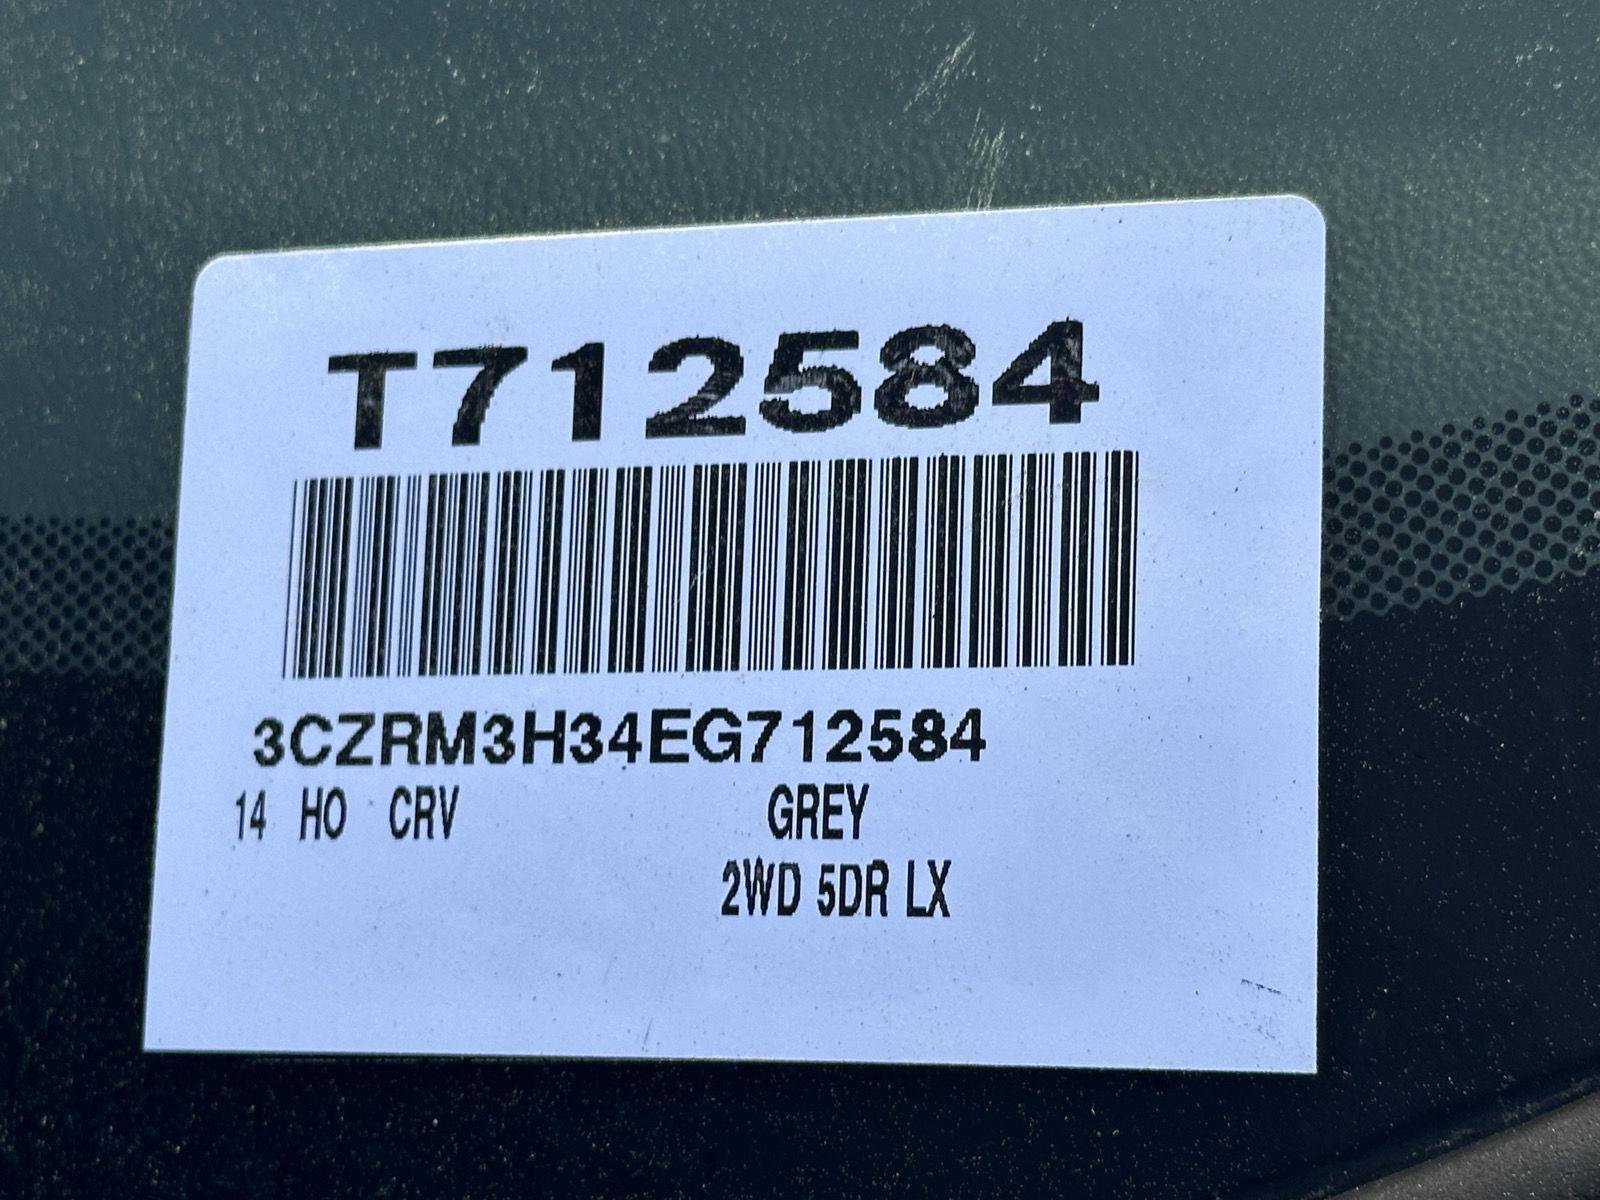 T712584
3CZRM3H34EG712584
14 HO CRV GREY
2WD 5DR LX